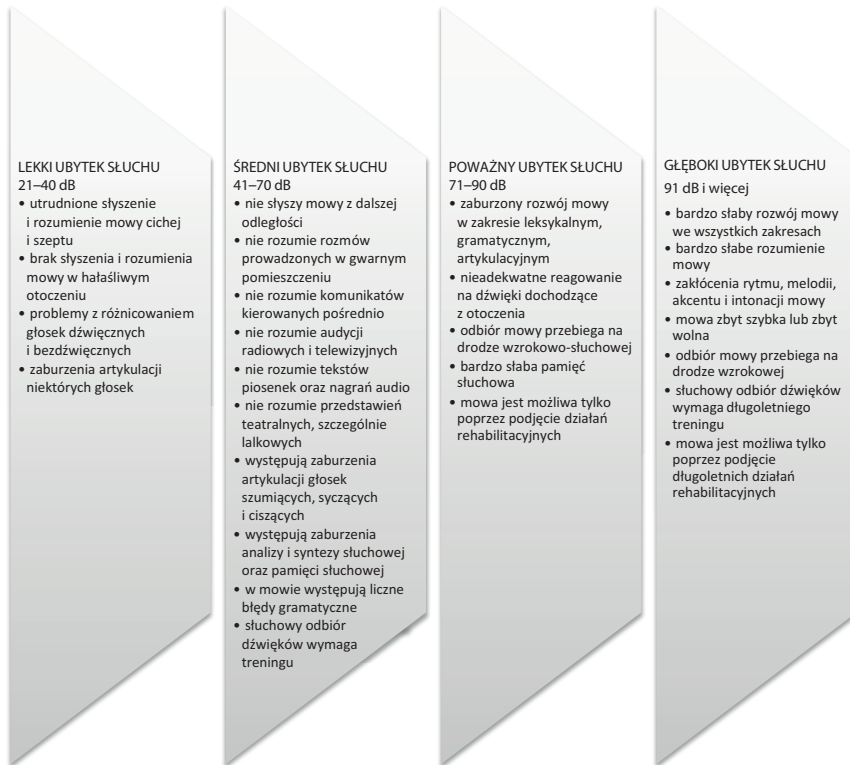 LEKKI UBYTEK SŁUCHU
21–40 dB
• utrudnione słyszenie
i rozumienie mowy cichej
i szeptu
• brak słyszenia i rozumienia
mowy w hałaśliwym
otoczeniu
• problemy z różnicowaniem
głosek dźwięcznych
i bezdźwięcznych
• zaburzenia artykulacji
niektórych głosek
ŚREDNI UBYTEK SŁUCHU
41–70 dB
• nie słyszy mowy z dalszej
odległości
• nie rozumie rozmów
prowadzonych w gwarnym
pomieszczeniu
• nie rozumie komunikatów
kierowanych pośrednio
• nie rozumie audycji
radiowych i telewizyjnych
• nie rozumie tekstów
piosenek oraz nagrań audio
• nie rozumie przedstawień
teatralnych, szczególnie
lalkowych
• występują zaburzenia
artykulacji głosek
szumiących, syczących
i ciszących
• występują zaburzenia
analizy i syntezy słuchowej
oraz pamięci słuchowej
• w mowie występują liczne
błędy gramatyczne
• słuchowy odbiór
dźwięków wymaga
treningu
POWAŻNY UBYTEK SŁUCHU
71–90 dB
• zaburzony rozwój mowy
w zakresie leksykalnym,
gramatycznym,
artykulacyjnym
• nieadekwatne reagowanie
na dźwięki dochodzące
z otoczenia
• odbiór mowy przebiega na
drodze wzrokowo-słuchowej
• bardzo słaba pamięć
słuchowa
• mowa jest możliwa tylko
poprzez podjęcie działań
rehabilitacyjnych
GŁĘBOKI UBYTEK SŁUCHU
91 dB i więcej
• bardzo słaby rozwój mowy
we wszystkich zakresach
• bardzo słabe rozumienie
mowy
• zakłócenia rytmu, melodii,
akcentu i intonacji mowy
• mowa zbyt szybka lub zbyt
wolna
• odbiór mowy przebiega na
drodze wzrokowej
• słuchowy odbiór dźwięków
wymaga długoletniego
treningu
• mowa jest możliwa tylko
poprzez podjęcie
długoletnich działań
rehabilitacyjnych